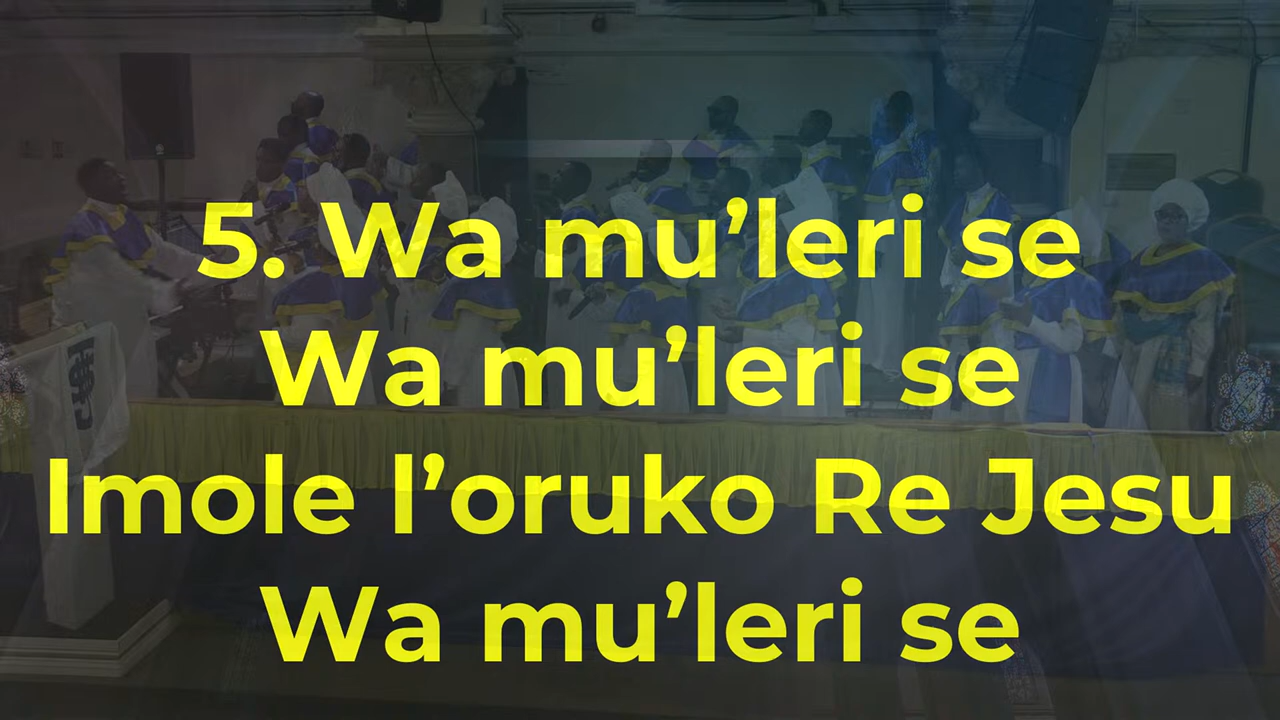 5. Wa mu’leri se
Wa mu’leri se
Imole l’oruko Re Jesu
Wa mu’leri se